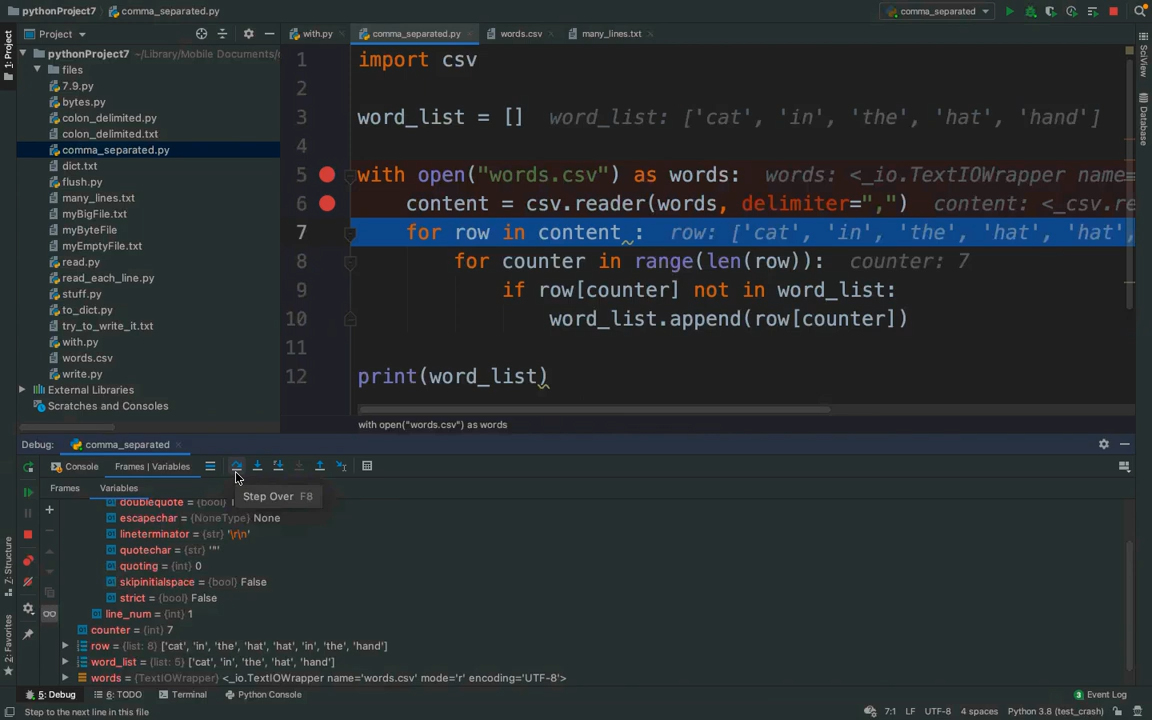 pythonProject7 comma_separated.py comma_separated
Project with.py comma_separated.py words.csv many_lines.txt
1: Project
pythonProject7 ~/Library/Mobile Documents/
files
7.9.py
bytes.py
colon_delimited.py
colon_delimited.txt
comma_separated.py
dict.txt
flush.py
many_lines.txt
myBigFile.txt
myByteFile
myEmptyFile.txt
read.py
read_each_line.py
stuff.py
to_dict.py
try_to_write_it.txt
with.py
words.csv
write.py
External Libraries
Scratches and Consoles
1 import csv
2
3 word_list = [] word_list: ['cat', 'in', 'the', 'hat', 'hand']
4
5 with open("words.csv") as words: words: <_io.TextIOWrapper name=
6 content = csv.reader(words, delimiter=",") content: <_csv.re
7 for row in content : row: ['cat', 'in', 'the', 'hat', 'hat',
8 for counter in range(len(row)): counter: 7
9 if row[counter] not in word_list:
10 word_list.append(row[counter])
11
12 print(word_list)
with open("words.csv") as words
SciView
Database
Debug: comma_separated
Console Frames | Variables
Step Over F8
Frames Variables
doublequote = {bool}
escapechar = {NoneType} None
lineterminator = {str} '\r\n'
quotechar = {str} '"'
quoting = {int} 0
skipinitialspace = {bool} False
strict = {bool} False
line_num = {int} 1
counter = {int} 7
row = {list: 8} ['cat', 'in', 'the', 'hat', 'hat', 'in', 'the', 'hand']
word_list = {list: 5} ['cat', 'in', 'the', 'hat', 'hand']
words = {TextIOWrapper} <_io.TextIOWrapper name='words.csv' mode='r' encoding='UTF-8'>
7: Structure
2: Favorites
5: Debug 6: TODO Terminal Python Console 3 Event Log
Step to the next line in this file 7:1 LF UTF-8 4 spaces Python 3.8 (test_crash)